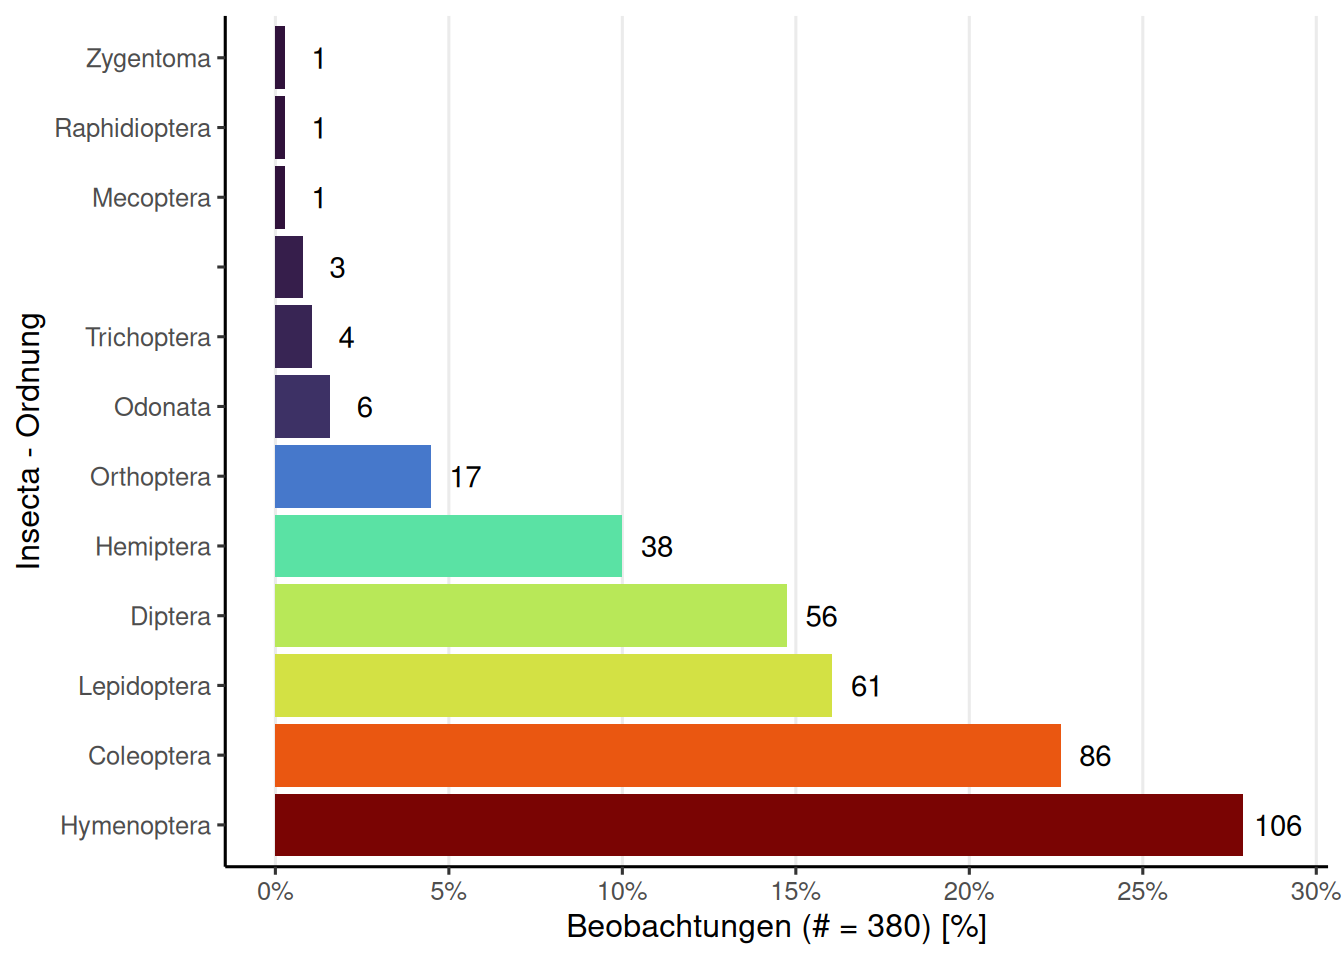 Zygentoma 1
Raphidioptera 1
Mecoptera 1
3
Trichoptera 4
Odonata 6
Orthoptera 17
Hemiptera 38
Diptera 56
Lepidoptera 61
Coleoptera 86
Hymenoptera 106
Insecta - Ordnung
0% 5% 10% 15% 20% 25% 30%
Beobachtungen (# = 380) [%]